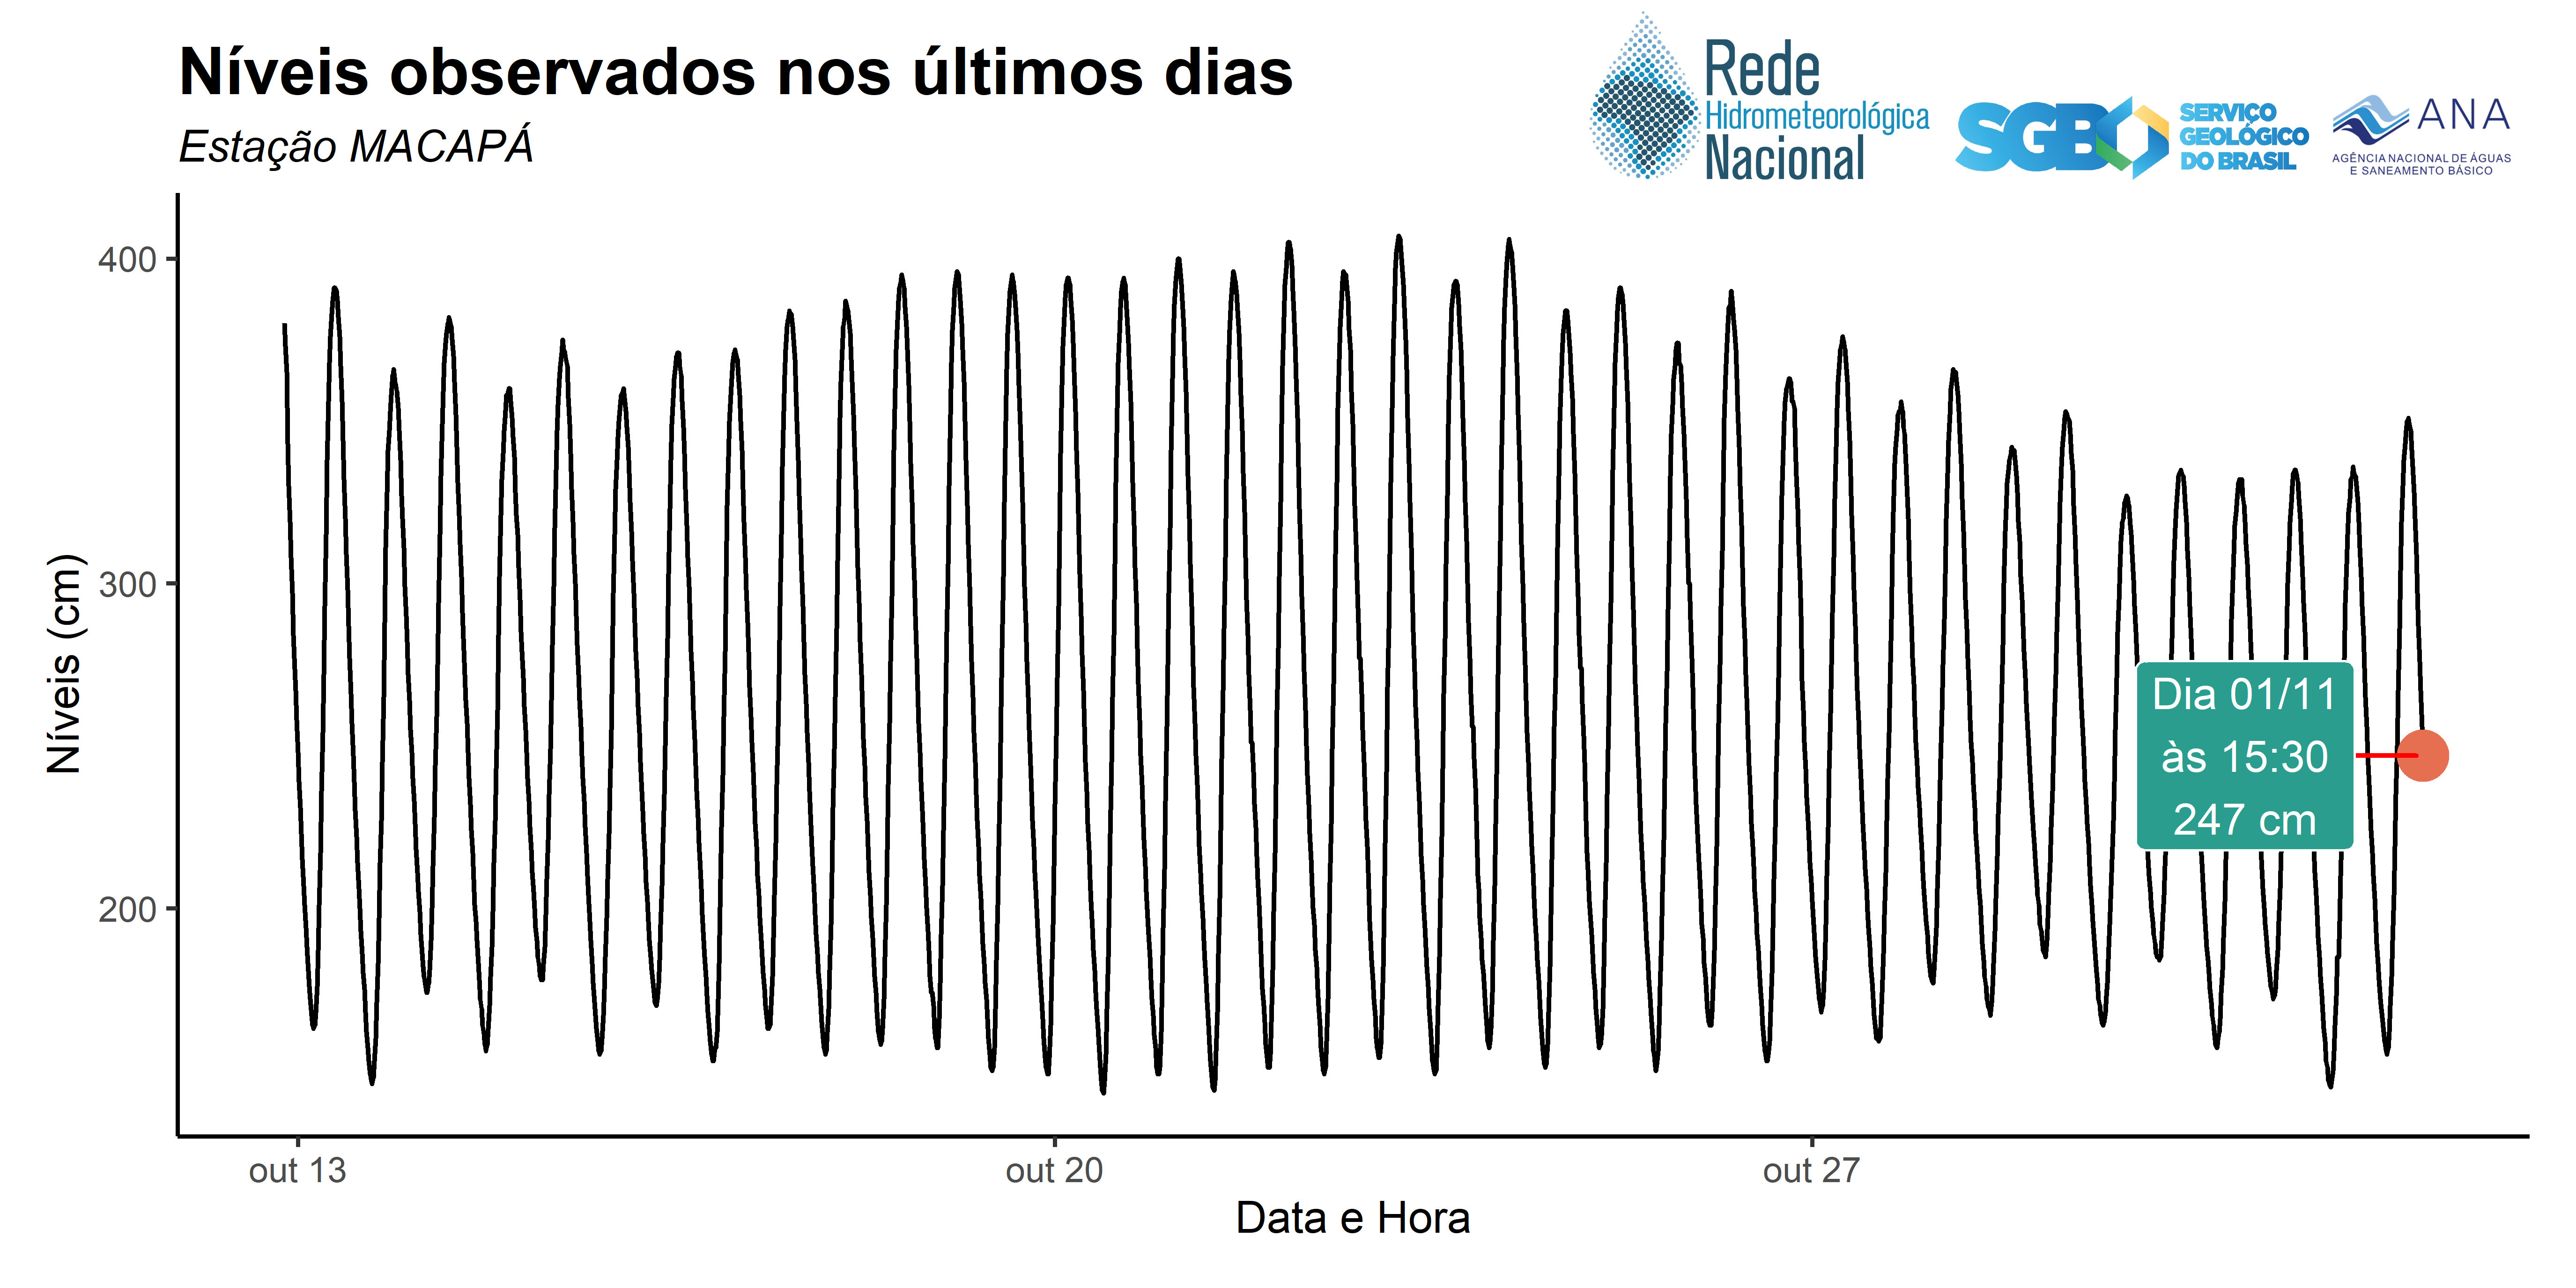 Níveis observados nos últimos dias
Estação MACAPÁ
Rede
Hidrometeorológica
Nacional
SGB
SERVIÇO
GEOLÓGICO
DO BRASIL
ANA
AGÊNCIA NACIONAL DE ÁGUAS
E SANEAMENTO BÁSICO
Níveis (cm)
400
300
200
Dia 01/11
às 15:30
247 cm
out 13
out 20
out 27
Data e Hora